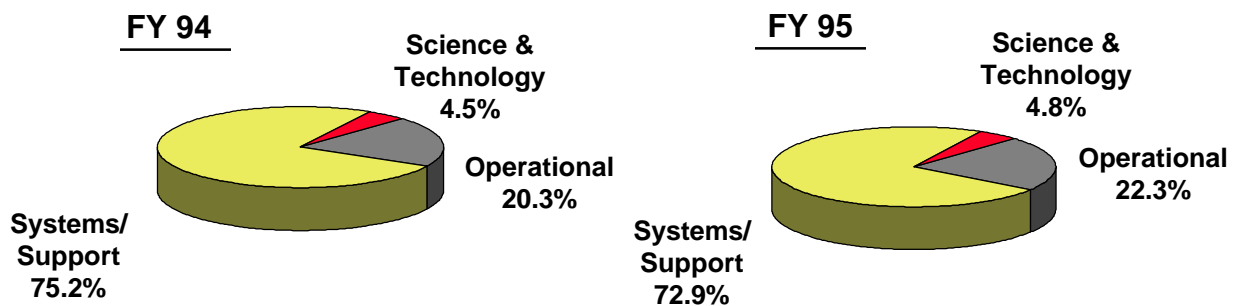 FY 94
Science &
Technology
4.5%
Operational
20.3%
Systems/
Support
75.2%
FY 95
Science &
Technology
4.8%
Operational
22.3%
Systems/
Support
72.9%